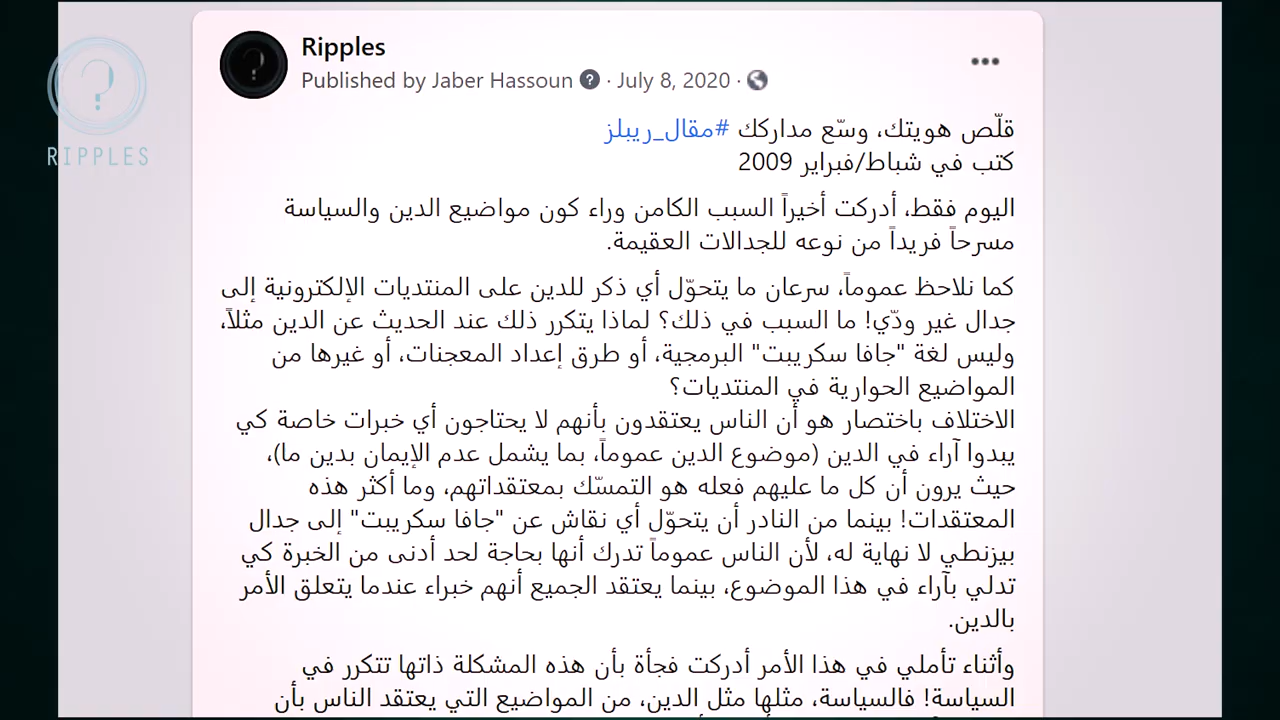 Ripples
Published by Jaber Hassoun · July 8, 2020 ·
RIPPLES
قلّص هويتك، وسّع مداركك #مقال_ريبلز
كتب في شباط/فبراير 2009
اليوم فقط، أدركت أخيراً السبب الكامن وراء كون مواضيع الدين والسياسة
مسرحاً فريداً من نوعه للجدالات العقيمة.
كما نلاحظ عموماً، سرعان ما يتحوّل أي ذكر للدين على المنتديات الإلكترونية إلى
جدال غير ودّي! ما السبب في ذلك؟ لماذا يتكرر ذلك عند الحديث عن الدين مثلاً،
وليس لغة "جافا سكريبت" البرمجية، أو طرق إعداد المعجنات، أو غيرها من
المواضيع الحوارية في المنتديات؟
الاختلاف باختصار هو أن الناس يعتقدون بأنهم لا يحتاجون أي خبرات خاصة كي
يبدوا آراء في الدين (موضوع الدين عموماً، بما يشمل عدم الإيمان بدين ما)،
حيث يرون أن كل ما عليهم فعله هو التمسّك بمعتقداتهم، وما أكثر هذه
المعتقدات! بينما من النادر أن يتحوّل أي نقاش عن "جافا سكريبت" إلى جدال
بيزنطي لا نهاية له، لأن الناس عموماً تدرك أنها بحاجة لحد أدنى من الخبرة كي
تدلي بآراء في هذا الموضوع، بينما يعتقد الجميع أنهم خبراء عندما يتعلق الأمر
بالدين.
وأثناء تأملي في هذا الأمر أدركت فجأة بأن هذه المشكلة ذاتها تتكرر في
السياسة! فالسياسة، مثلها مثل الدين، من المواضيع التي يعتقد الناس بأن